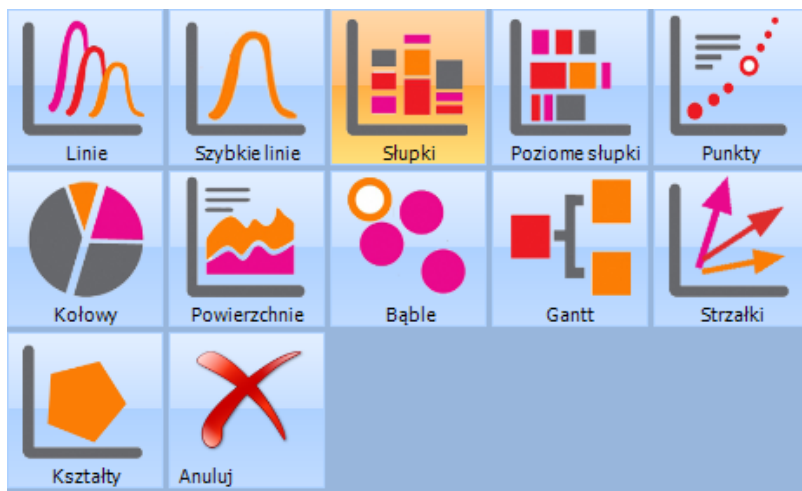 Linie
Szybkie linie
Słupki
Poziome słupki
Punkty
Kołowy
Powierzchnie
Bąble
Gantt
Strzałki
Kształty
Anuluj